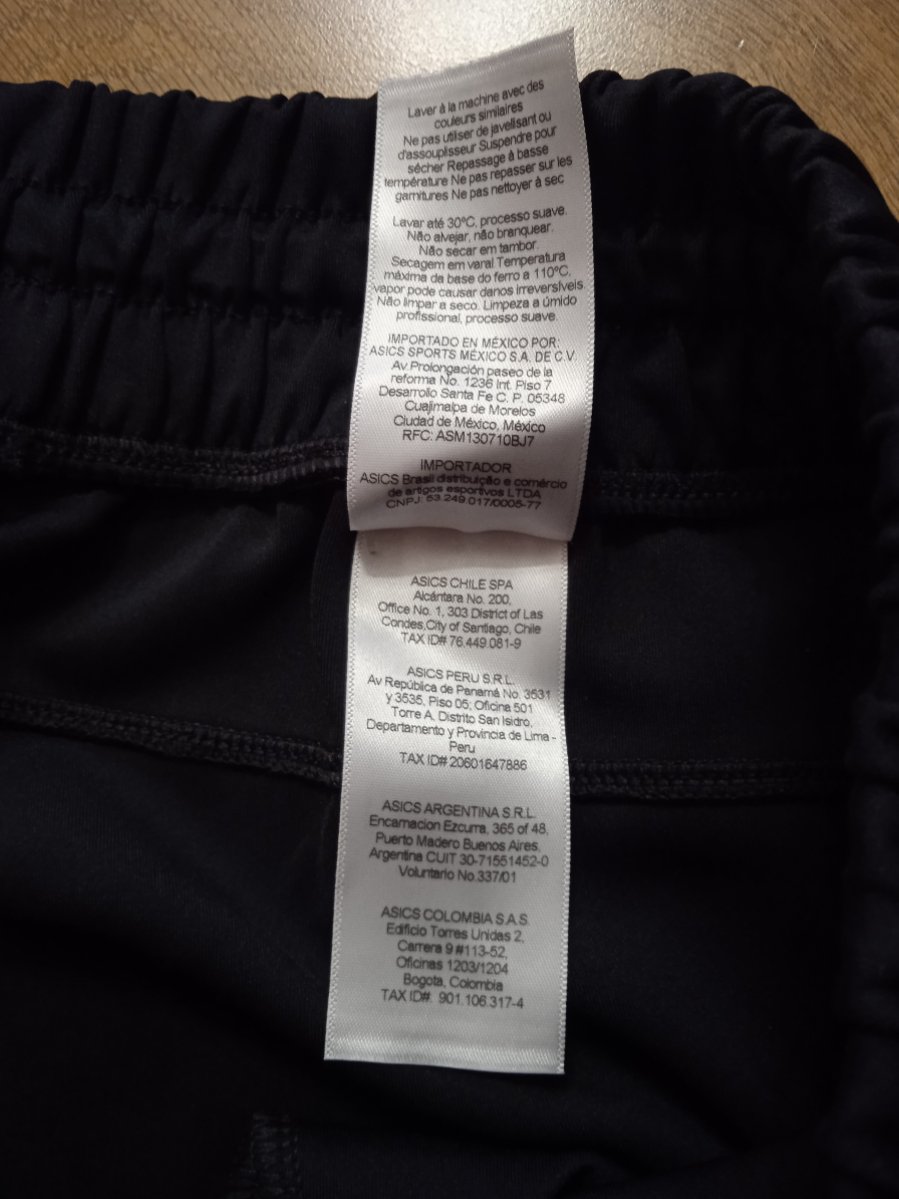 Laver à la machine avec des
couleurs similaires
Ne pas utiliser de javellisant ou
d'assouplisseur Suspendre pour
sécher Repassage à basse
température Ne pas repasser sur les
garnitures Ne pas nettoyer à sec
Lavar até 30ºC, processo suave.
Não alvejar, não branquear.
Não secar em tambor.
Secagem em varal Temperatura
máxima da base do ferro a 110ºC,
vapor pode causar danos irreversíveis.
Não limpar a seco. Limpeza a úmido
profissional, processo suave.
IMPORTADO EN MÉXICO POR:
ASICS SPORTS MÉXICO S.A. DE C.V.
Av.Prolongación paseo de la
reforma No. 1236 Int. Piso 7
Desarrollo Santa Fe C. P. 05348
Cuajimalpa de Morelos
Ciudad de México, México
RFC: ASM130710BJ7
IMPORTADOR
ASICS Brasil distribuição e comércio
de artigos esportivos LTDA
CNPJ: 53 249 017/0005-77
ASICS CHILE SPA
Alcántara No. 200,
Office No. 1, 303 District of Las
Condes,City of Santiago, Chile
TAX ID# 76.449.081-9
ASICS PERU S.R.L.
Av República de Panamá No. 3531
y 3535, Piso 05; Oficina 501
Torre A, Distrito San Isidro,
Departamento y Provincia de Lima -
Peru
TAX ID# 20601647886
ASICS ARGENTINA S.R.L.
Encarnacion Ezcurra, 365 of 48,
Puerto Madero Buenos Aires,
Argentina CUIT 30-71551452-0
Voluntario No.337/01
ASICS COLOMBIA S.A.S.
Edificio Torres Unidas 2,
Carrera 9 #113-52,
Oficinas 1203/1204
Bogota, Colombia
TAX ID#: 901.106.317-4